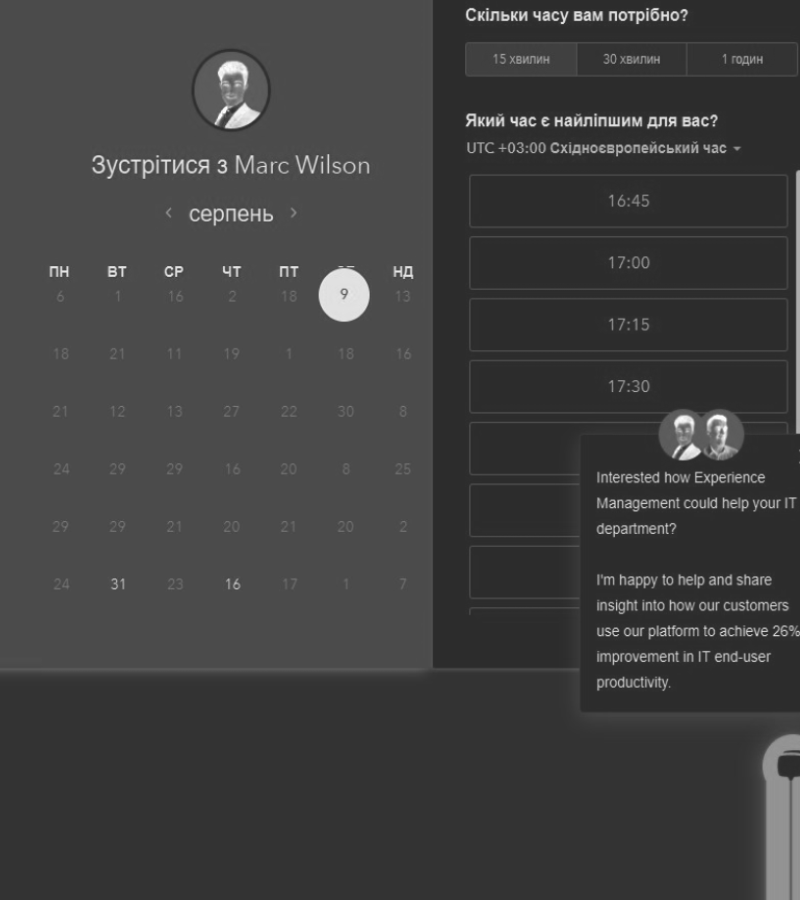 Зустрітися з Marc Wilson
серпень
ПН ВТ СР ЧТ ПТ НД
6 1 16 2 18 9 13
18 21 11 19 1 18 16
21 12 13 27 22 30 8
24 29 29 16 20 8 25
29 29 21 20 21 20 2
24 31 23 16 17 1 7
Скільки часу вам потрібно?
15 хвилин 30 хвилин 1 годин
Який час є найліпшим для вас?
UTC +03:00 Східноєвропейський час
16:45
17:00
17:15
17:30
Interested how Experience
Management could help your IT
department?
I'm happy to help and share
insight into how our customers
use our platform to achieve 26%
improvement in IT end-user
productivity.